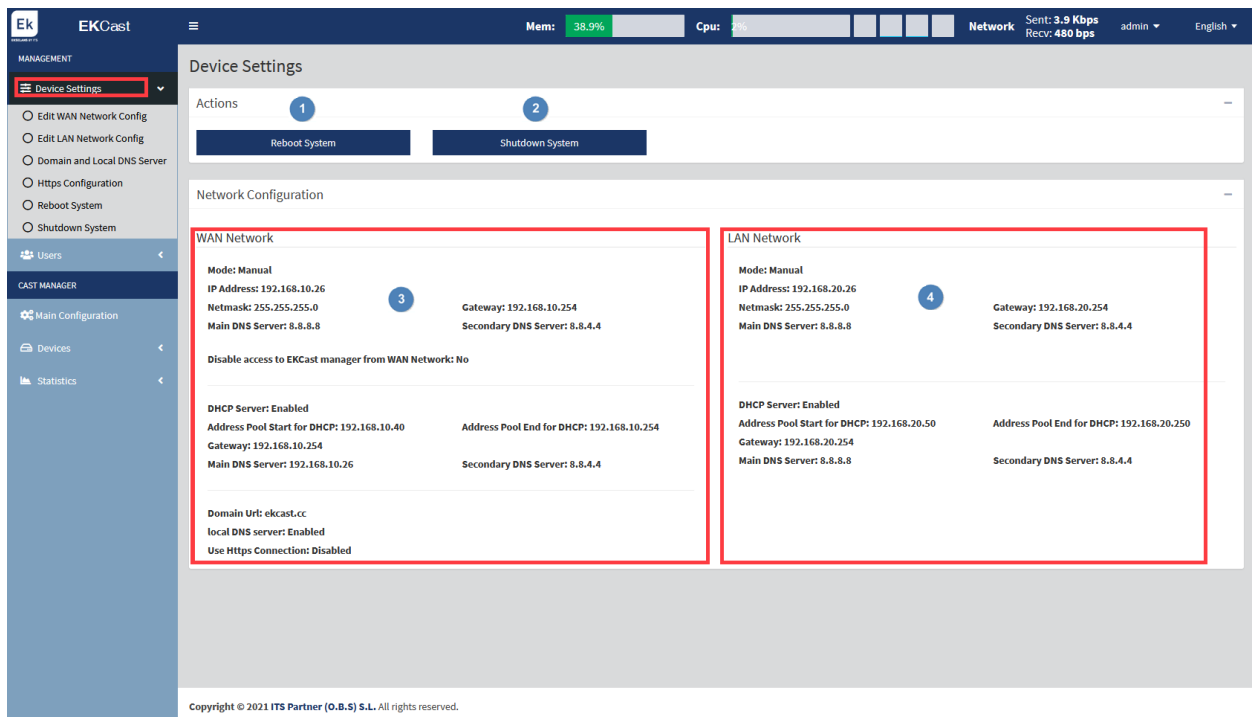 Ek
EKCast
Mem: 38.9%
Cpu: 2%
Network
Sent: 3.9 Kbps
Recv: 480 bps
admin
English
MANAGEMENT
Device Settings
Edit WAN Network Config
Edit LAN Network Config
Domain and Local DNS Server
Https Configuration
Reboot System
Shutdown System
Users
CAST MANAGER
Main Configuration
Devices
Statistics
Device Settings
Actions
1
2
Reboot System
Shutdown System
Network Configuration
WAN Network
Mode: Manual
IP Address: 192.168.10.26
3
Netmask: 255.255.255.0
Gateway: 192.168.10.254
Main DNS Server: 8.8.8.8
Secondary DNS Server: 8.8.4.4
Disable access to EKCast manager from WAN Network: No
DHCP Server: Enabled
Address Pool Start for DHCP: 192.168.10.40
Address Pool End for DHCP: 192.168.10.254
Gateway: 192.168.10.254
Main DNS Server: 192.168.10.26
Secondary DNS Server: 8.8.4.4
Domain Url: ekcast.cc
local DNS server: Enabled
Use Https Connection: Disabled
LAN Network
Mode: Manual
IP Address: 192.168.20.26
4
Netmask: 255.255.255.0
Gateway: 192.168.20.254
Main DNS Server: 8.8.8.8
Secondary DNS Server: 8.8.4.4
DHCP Server: Enabled
Address Pool Start for DHCP: 192.168.20.50
Address Pool End for DHCP: 192.168.20.250
Gateway: 192.168.20.254
Main DNS Server: 8.8.8.8
Secondary DNS Server: 8.8.4.4
Copyright © 2021 ITS Partner (O.B.S) S.L. All rights reserved.